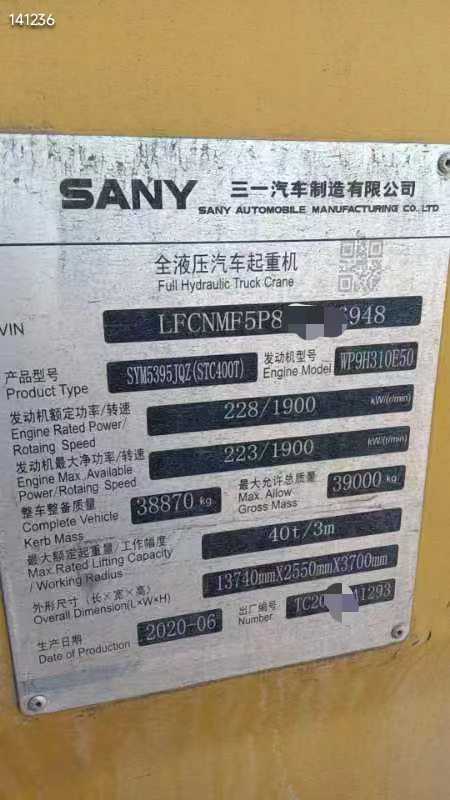 141236
SANY 三一汽车制造有限公司
SANY AUTOMOBILE MANUFACTURING CO.,LTD
全液压汽车起重机
Full Hydraulic Truck Crane
VIN LFCNMF5P8 6948
产品型号 SYM5395JQZ(STC400T) 发动机型号 WP9H310E50
Product Type Engine Model
发动机额定功率/转速 228/1900 kW/(r/min)
Engine Rated Power/
Rotaing Speed
发动机最大净功率/转速 223/1900 kW/(r/min)
Engine Max.Available
Power/Rotaing Speed
整车整备质量 38870 kg 最大允许总质量 39000 kg
Complete Vehicle Max. Allow
Kerb Mass Gross Mass
最大额定起重量/工作幅度 40t/3m
Max.Rated Lifting Capacity
/Working Radius
外形尺寸(长×宽×高) 13740mmX2550mmX3700mm
Overall Dimension(L×W×H)
生产日期 2020-06 出厂编号 TC20 1293
Date of Production Number